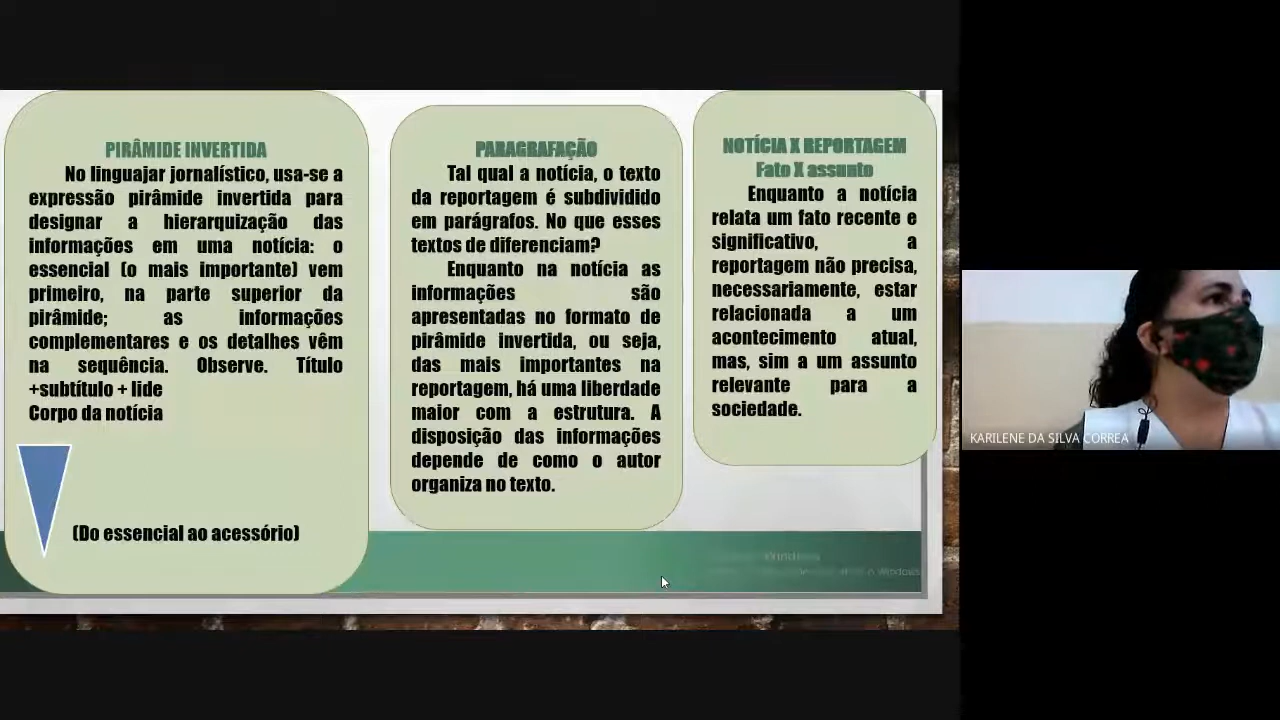 PIRÂMIDE INVERTIDA
No linguajar jornalístico, usa-se a
expressão pirâmide invertida para
designar a hierarquização das
informações em uma notícia: o
essencial (o mais importante) vem
primeiro, na parte superior da
pirâmide; as informações
complementares e os detalhes vêm
na sequência. Observe. Título
+subtítulo + lide
Corpo da notícia
(Do essencial ao acessório)
PARAGRAFAÇÃO
Tal qual a notícia, o texto
da reportagem é subdividido
em parágrafos. No que esses
textos de diferenciam?
Enquanto na notícia as
informações são
apresentadas no formato de
pirâmide invertida, ou seja,
das mais importantes na
reportagem, há uma liberdade
maior com a estrutura. A
disposição das informações
depende de como o autor
organiza no texto.
NOTÍCIA X REPORTAGEM
Fato X assunto
Enquanto a notícia
relata um fato recente e
significativo, a
reportagem não precisa,
necessariamente, estar
relacionada a um
acontecimento atual,
mas, sim a um assunto
relevante para a
sociedade.
Windows
Windows
KARILENE DA SILVA CORREA